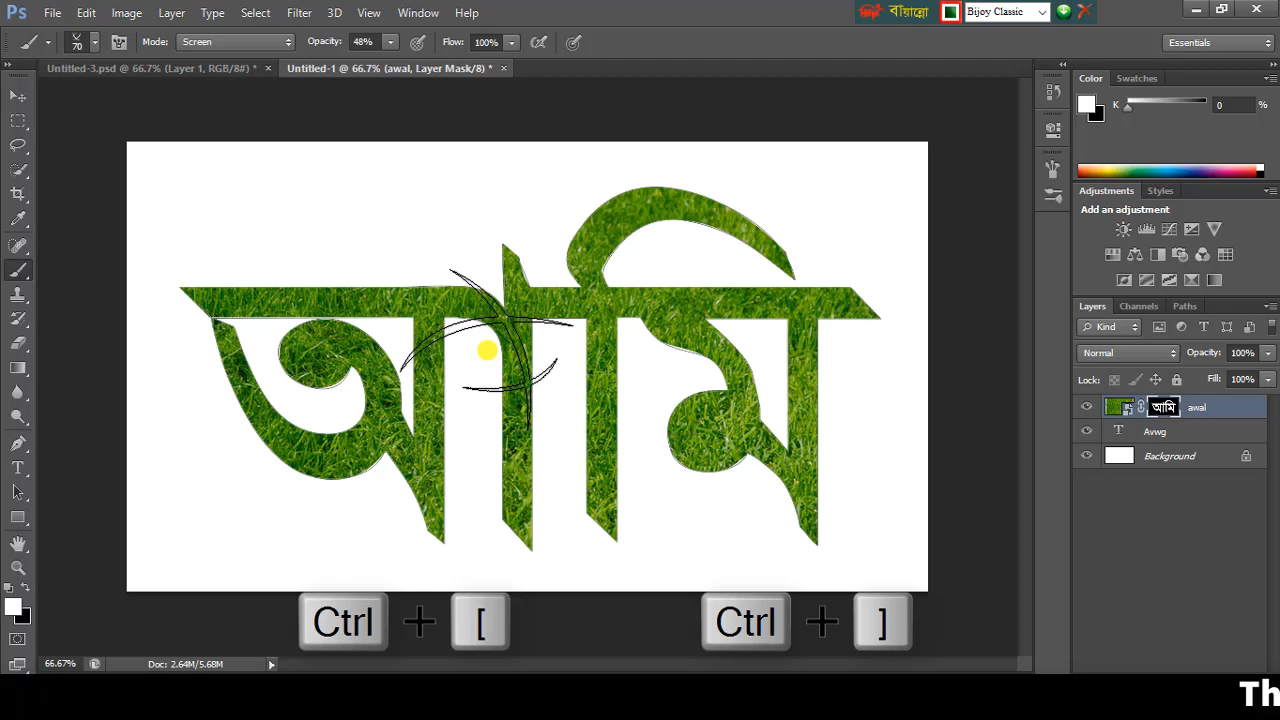 Ps File Edit Image Layer Type Select Filter 3D View Window Help
বাঁয়ান্নো Bijoy Classic
70 Mode: Screen Opacity: 48% Flow: 100% Essentials
Untitled-3.psd @ 66.7% (Layer 1, RGB/8#) * × Untitled-1 @ 66.7% (awal, Layer Mask/8) * ×
Color Swatches
K 0 %
Adjustments Styles
Add an adjustment
আমি
Layers Channels Paths
Kind
Normal Opacity: 100%
Lock: Fill: 100%
আমি awal
T Avwg
Background
Ctrl + [ Ctrl + ]
66.67% Doc: 2.64M/5.68M
Th